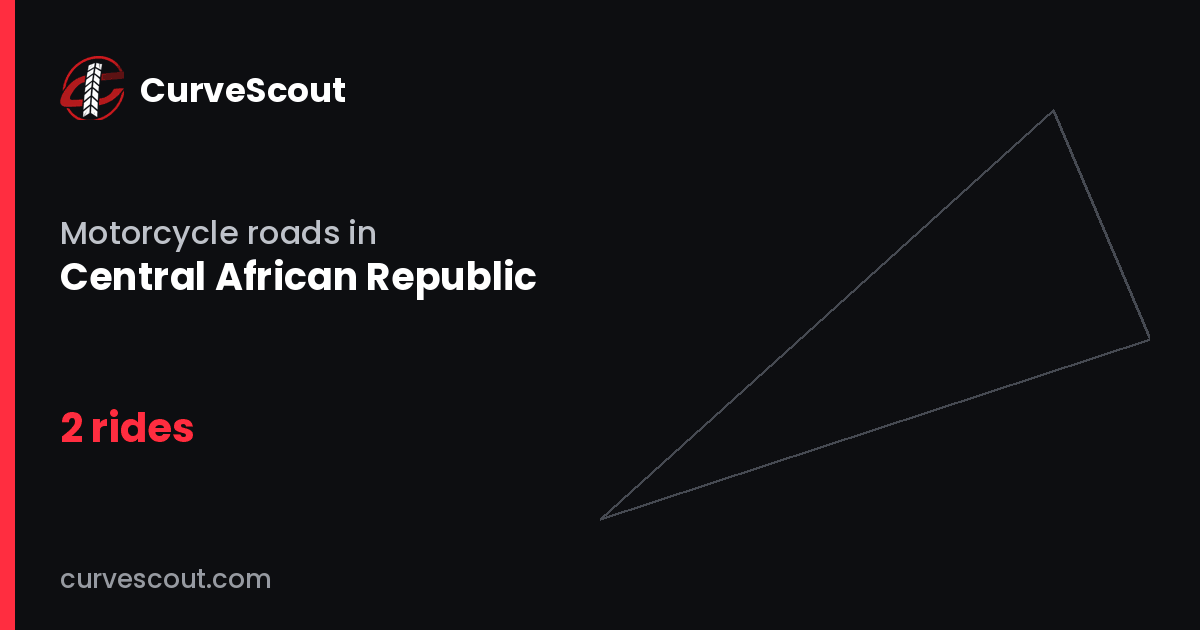 CurveScout
Motorcycle roads in
Central African Republic
2 rides
curvescout.com